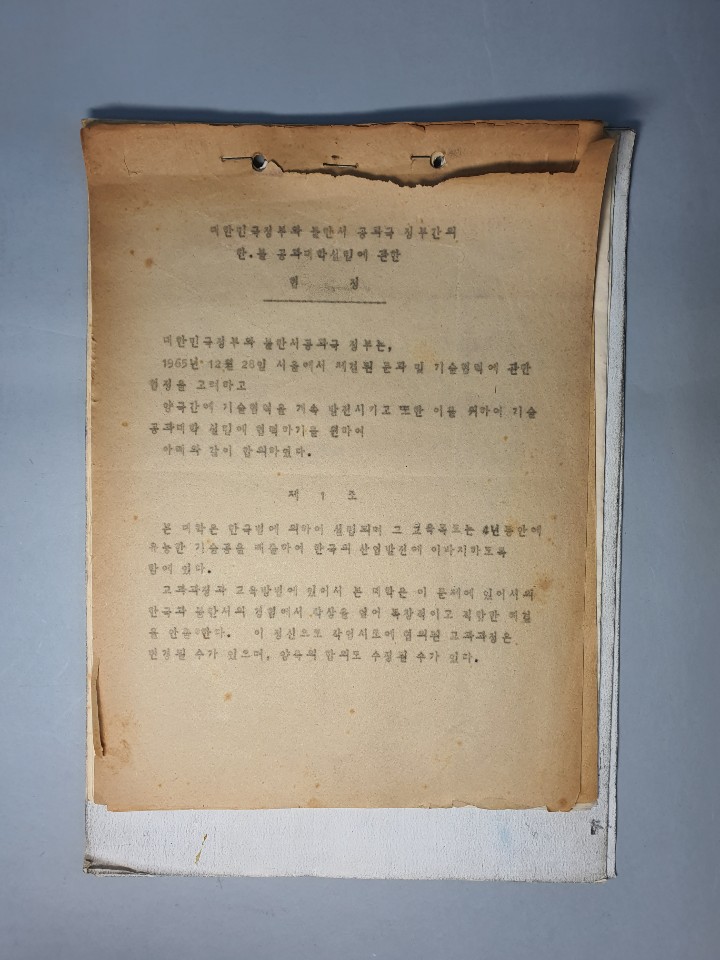 대한민국정부와 불란서 공화국 정부간의
한.불 공과대학설립에 관한
협 정
대한민국정부와 불란서공화국 정부는,
1965년 12월 28일 서울에서 체결된 문화 및 기술협력에 관한
협정을 고려하고
양국간에 기술협력을 계속 발전시키고 또한 이를 위하여 기술
공과대학 설립에 협력하기를 원하여
아래와 같이 합의하였다.
제 1 조
본 대학은 한국법에 의하여 설립되며 그 교육목표는 4년동안에
유능한 기술공을 배출하여 한국의 산업발전에 이바지하도록
함에 있다.
교과과정과 교육방법에 있어서 본 대학은 이 문제에 있어서의
한국과 불란서의 경험에서 착상을 얻어 독창적이고 적합한 해결
을 안출한다. 이 정신으로 작성시도에 합의된 교과과정은
변경될 수가 있으며, 양측의 합의로 수정될 수가 있다.